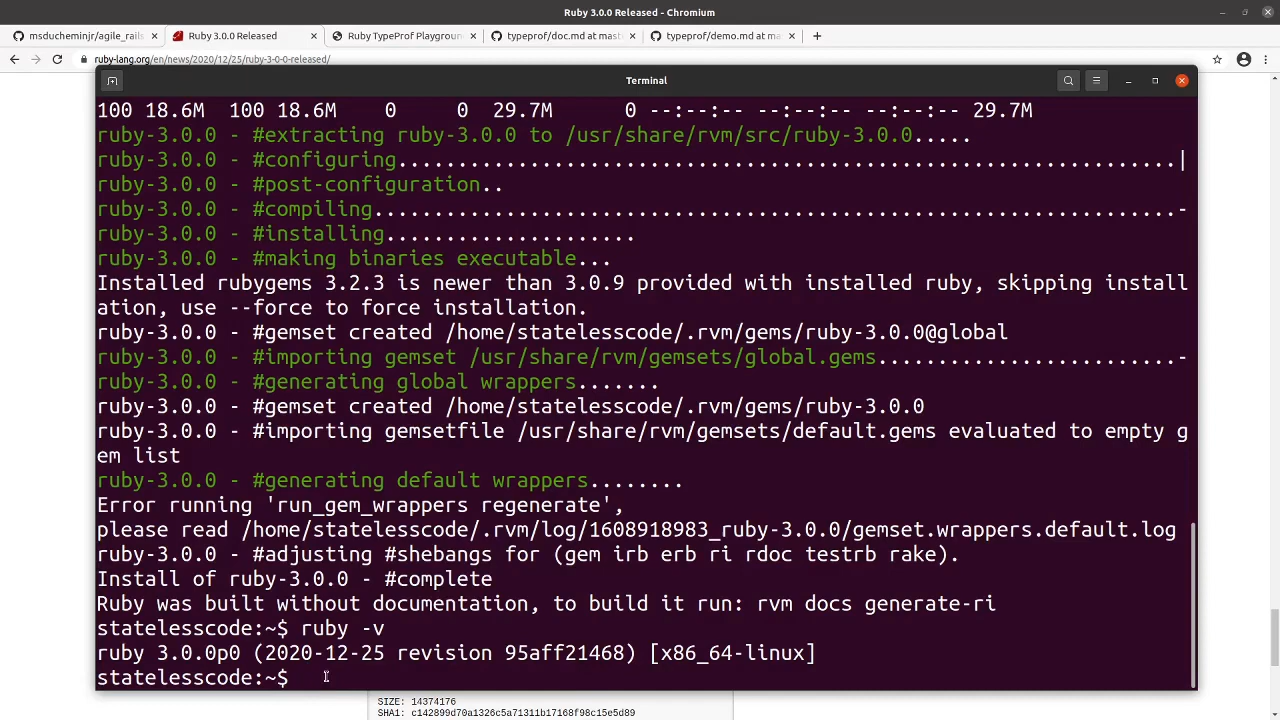 Ruby 3.0.0 Released - Chromium
msducheminjr/agile_rails
Ruby 3.0.0 Released
Ruby TypeProf Playground
typeprof/doc.md at mast
typeprof/demo.md at mas
ruby-lang.org/en/news/2020/12/25/ruby-3-0-0-released/
Terminal
100 18.6M  100 18.6M    0     0  29.7M      0 --:--:-- --:--:-- --:--:-- 29.7M
ruby-3.0.0 - #extracting ruby-3.0.0 to /usr/share/rvm/src/ruby-3.0.0.....
ruby-3.0.0 - #configuring.................................................................|
ruby-3.0.0 - #post-configuration..
ruby-3.0.0 - #compiling...................................................................-
ruby-3.0.0 - #installing.....................
ruby-3.0.0 - #making binaries executable...
Installed rubygems 3.2.3 is newer than 3.0.9 provided with installed ruby, skipping install
ation, use --force to force installation.
ruby-3.0.0 - #gemset created /home/statelesscode/.rvm/gems/ruby-3.0.0@global
ruby-3.0.0 - #importing gemset /usr/share/rvm/gemsets/global.gems.........................-
ruby-3.0.0 - #generating global wrappers.......
ruby-3.0.0 - #gemset created /home/statelesscode/.rvm/gems/ruby-3.0.0
ruby-3.0.0 - #importing gemsetfile /usr/share/rvm/gemsets/default.gems evaluated to empty g
em list
ruby-3.0.0 - #generating default wrappers........
Error running 'run_gem_wrappers regenerate',
please read /home/statelesscode/.rvm/log/1608918983_ruby-3.0.0/gemset.wrappers.default.log
ruby-3.0.0 - #adjusting #shebangs for (gem irb erb ri rdoc testrb rake).
Install of ruby-3.0.0 - #complete
Ruby was built without documentation, to build it run: rvm docs generate-ri
statelesscode:~$ ruby -v
ruby 3.0.0p0 (2020-12-25 revision 95aff21468) [x86_64-linux]
statelesscode:~$
SIZE: 14374176
SHA1: c142899d70a1326c5a71311b17168f98c15e5d89